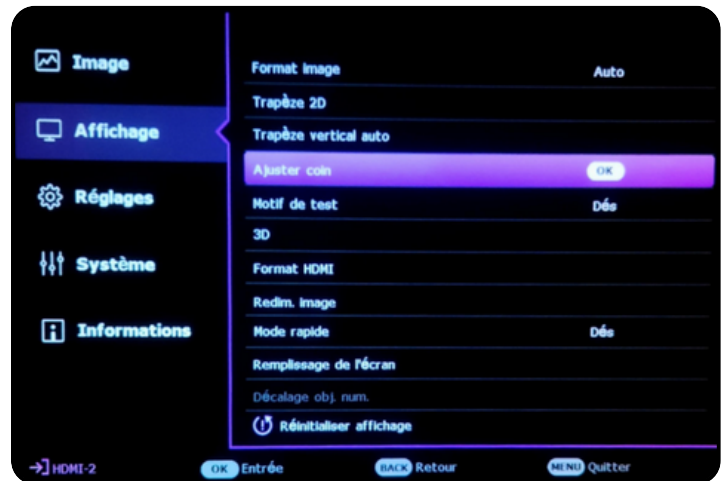 Image
Affichage
Réglages
Système
Informations
Format image Auto
Trapèze 2D
Trapèze vertical auto
Ajuster coin OK
Motif de test Dés
3D
Format HDMI
Redim. image
Mode rapide Dés
Remplissage de l'écran
Décalage obj. num.
Réinitialiser affichage
HDMI-2 OK Entrée BACK Retour MENU Quitter